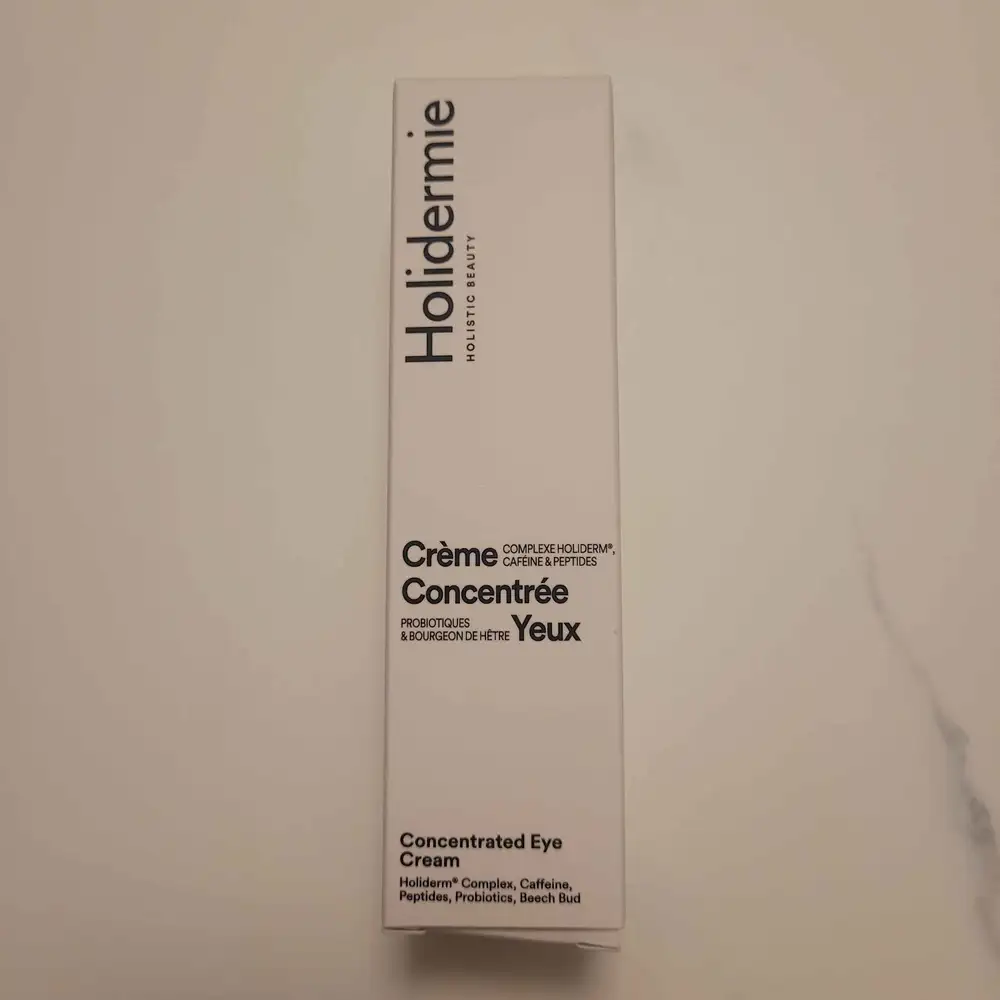 Holidermie
HOLISTIC BEAUTY
Crème COMPLEXE HOLIDERM®,
CAFÉINE & PEPTIDES
Concentrée
PROBIOTIQUES
& BOURGEON DE HÊTRE Yeux
Concentrated Eye
Cream
Holiderm® Complex, Caffeine,
Peptides, Probiotics, Beech Bud